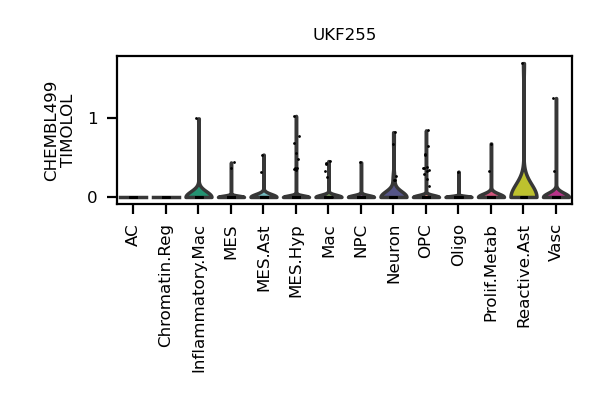 UKF255
CHEMBL499
TIMOLOL
1
0
AC
Chromatin.Reg
Inflammatory.Mac
MES
MES.Ast
MES.Hyp
Mac
NPC
Neuron
OPC
Oligo
Prolif.Metab
Reactive.Ast
Vasc